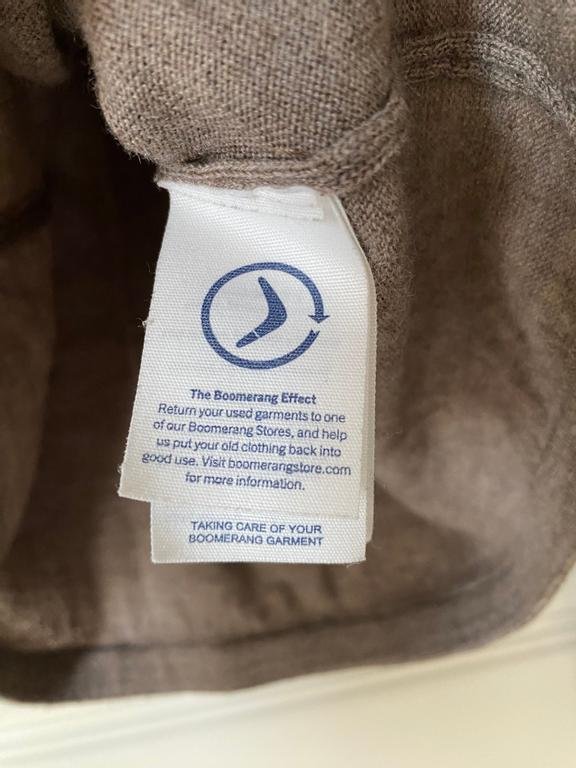 The Boomerang Effect
Return your used garments to one
of our Boomerang Stores, and help
us put your old clothing back into
good use. Visit boomerangstore.com
for more information.
TAKING CARE OF YOUR
BOOMERANG GARMENT